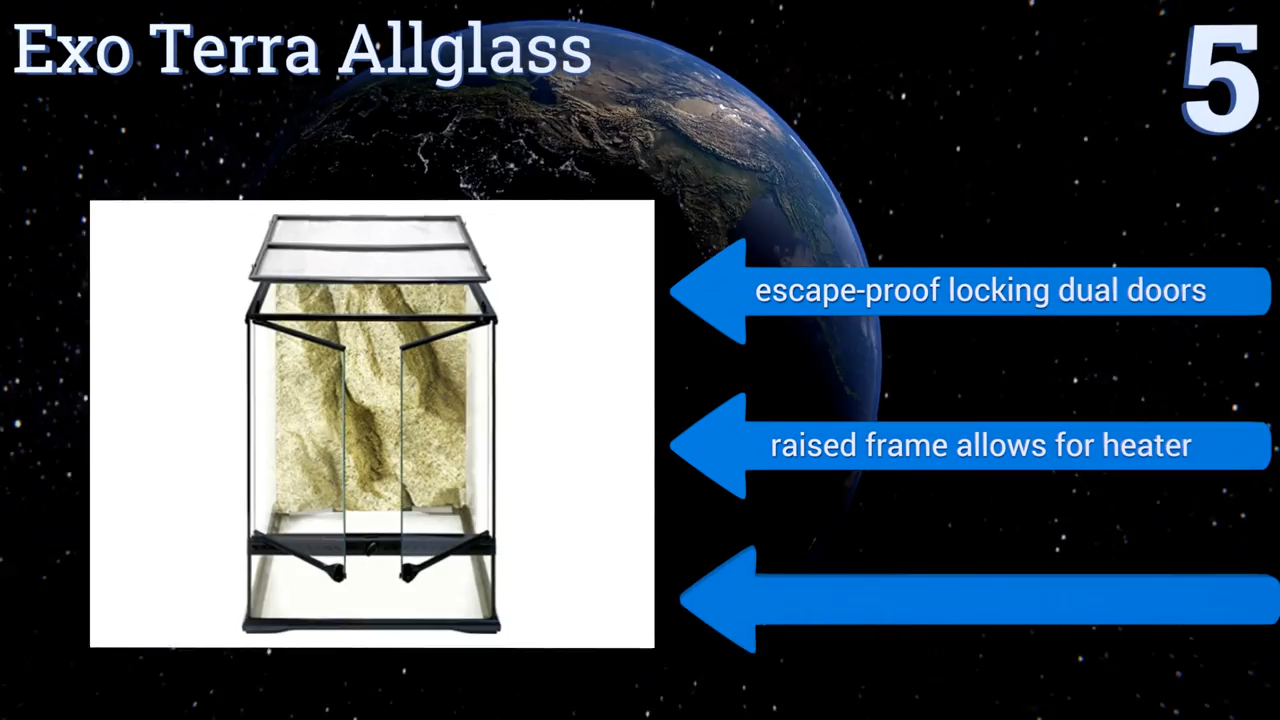 Exo Terra Allglass
5
escape-proof locking dual doors
raised frame allows for heater